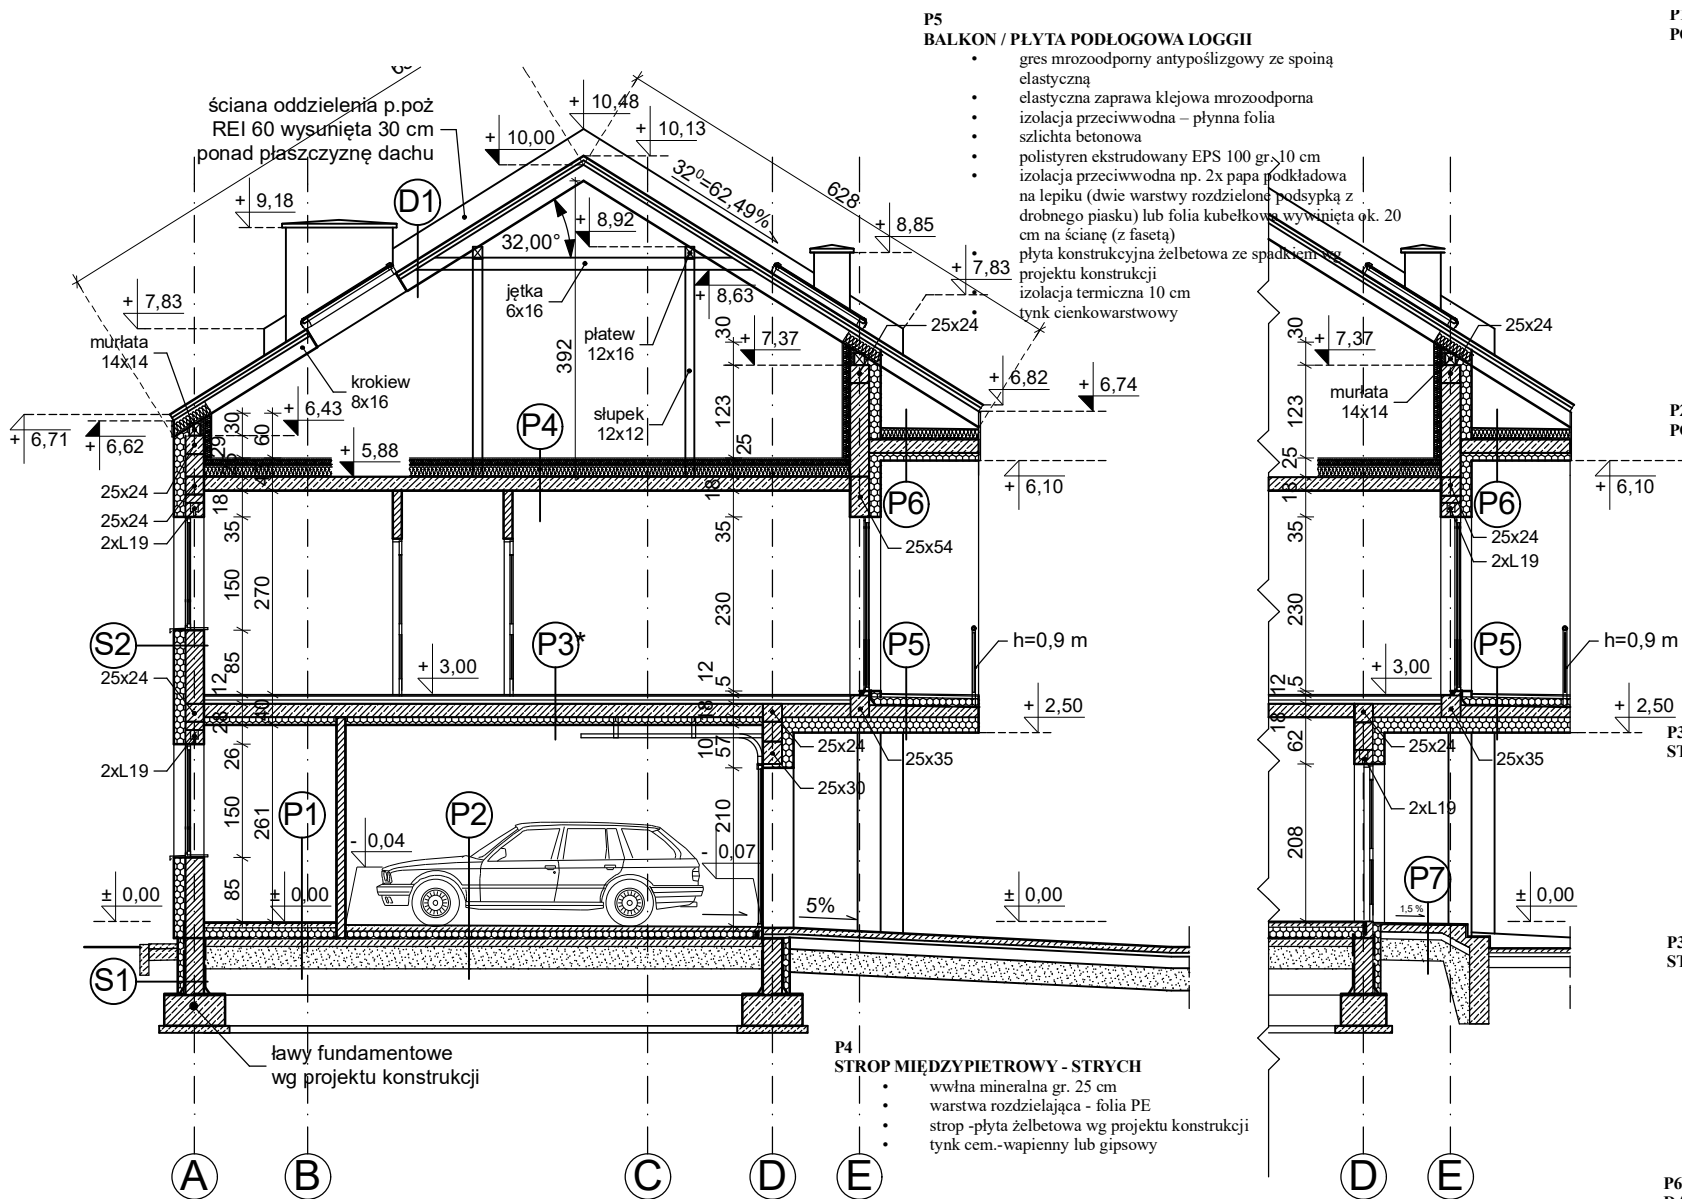 P5
BALKON / PŁYTA PODŁOGOWA LOGGII
• gres mrozoodporny antypoślizgowy ze spoiną
elastyczną
• elastyczna zaprawa klejowa mrozoodporna
• izolacja przeciwwodna – płynna folia
• szlichta betonowa
• polistyren ekstrudowany EPS 100 gr. 10 cm
• izolacja przeciwwodna np. 2x papa podkładowa
na lepiku (dwie warstwy rozdzielone podsypką z
drobnego piasku) lub folia kubełkowa wywinięta ok. 20
cm na ścianę (z fasetą)
• płyta konstrukcyjna żelbetowa ze spadkiem wg
projektu konstrukcji
• izolacja termiczna 10 cm
• tynk cienkowarstwowy
ściana oddzielenia p.poż
REI 60 wysunięta 30 cm
ponad płaszczyznę dachu
+ 10,48
+ 10,00
+ 10,13
32⁰=62,49%
628
+ 9,18
D1
+ 8,92
32,00°
+ 8,85
+ 7,83
+ 7,83
jętka
6x16
+ 8,63
płatew
12x16
392
murłata
14x14
krokiew
8x16
słupek
12x12
30
+ 7,37
25x24
30
+ 7,37
25x24
murłata
14x14
+ 6,82
+ 6,74
+ 6,71
+ 6,62
+ 6,43
30
60
29
P4
123
25
123
25
+ 5,88
+ 6,10
+ 6,10
25x24
25x24
2xL19
18
35
150
270
85
12
18
35
230
12
5
P6
25x54
18
35
230
12
5
P6
25x24
2xL19
S2
25x24
P3*
+ 3,00
P5
h=0,9 m
+ 3,00
P5
h=0,9 m
28
40
18
+ 2,50
18
+ 2,50
2xL19
26
150
261
85
10
57
210
25x24
25x30
25x35
62
208
25x24
25x35
2xL19
P1
P2
- 0,04
- 0,07
P7
± 0,00
± 0,00
5%
± 0,00
1,5 %
± 0,00
S1
ławy fundamentowe
wg projektu konstrukcji
P4
STROP MIĘDZYPIETROWY - STRYCH
• wwłna mineralna gr. 25 cm
• warstwa rozdzielająca - folia PE
• strop -płyta żelbetowa wg projektu konstrukcji
• tynk cem.-wapienny lub gipsowy
A
B
C
D
E
D
E
P3
ST
P3
ST
P6